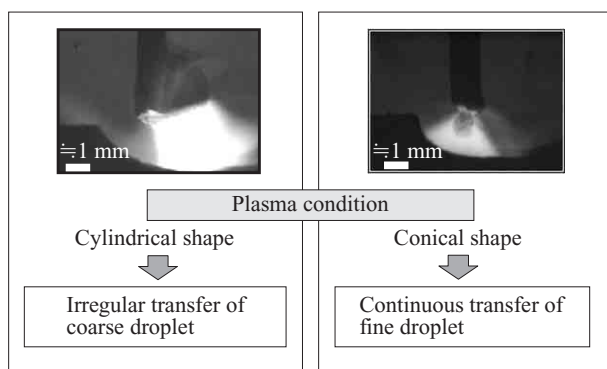 ≒1 mm
≒1 mm
Plasma condition
Cylindrical shape
Conical shape
Irregular transfer of
coarse droplet
Continuous transfer of
fine droplet